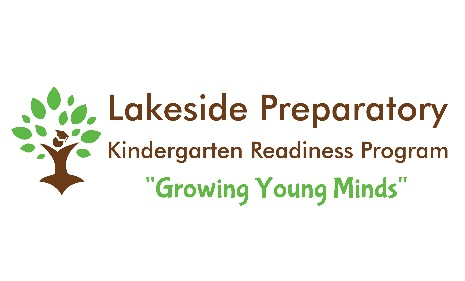 Lakeside Preparatory
Kindergarten Readiness Program
"Growing Young Minds"